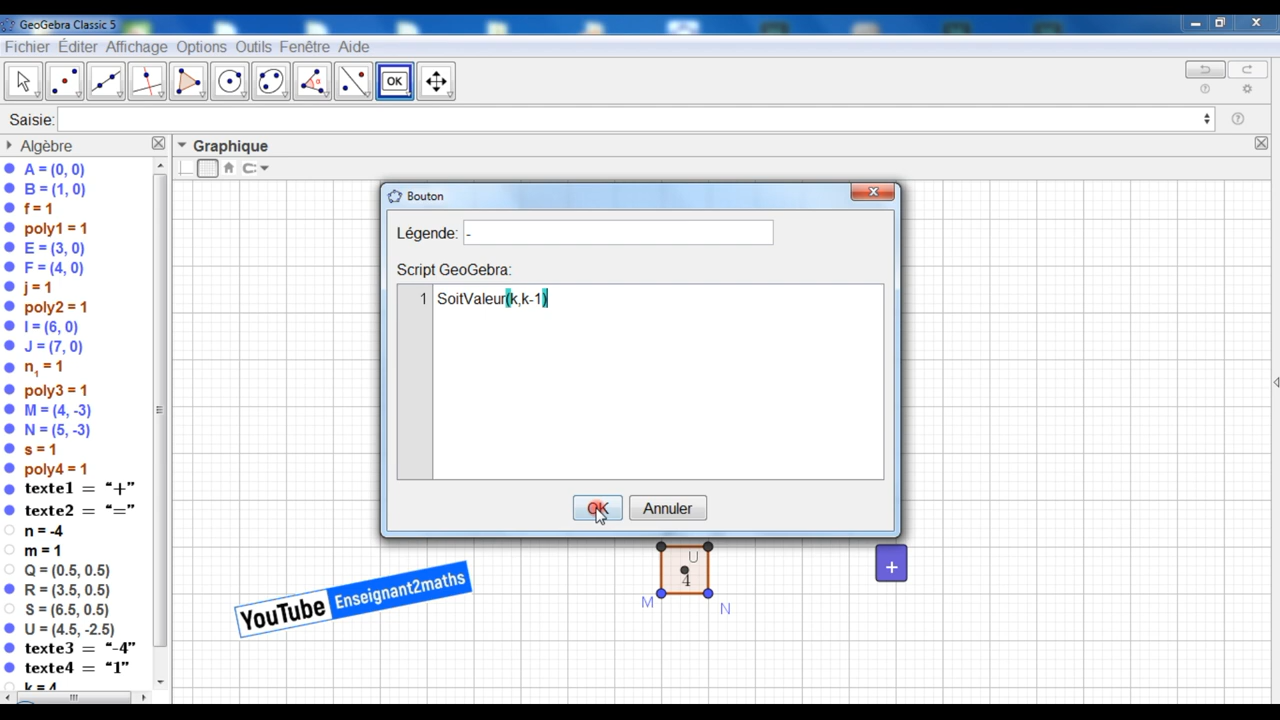 GeoGebra Classic 5
Fichier Éditer Affichage Options Outils Fenêtre Aide
OK
Saisie:
Algèbre
Graphique
A = (0, 0)
B = (1, 0)
f = 1
poly1 = 1
E = (3, 0)
F = (4, 0)
j = 1
poly2 = 1
I = (6, 0)
J = (7, 0)
n1 = 1
poly3 = 1
M = (4, -3)
N = (5, -3)
s = 1
poly4 = 1
texte1 = “+”
texte2 = “=”
n = -4
m = 1
Q = (0.5, 0.5)
R = (3.5, 0.5)
S = (6.5, 0.5)
U = (4.5, -2.5)
texte3 = “-4”
texte4 = “1”
k = 4
Bouton
Légende: -
Script GeoGebra:
1 SoitValeur(k,k-1)
OK Annuler
U
4
M N
+
YouTube Enseignant2maths